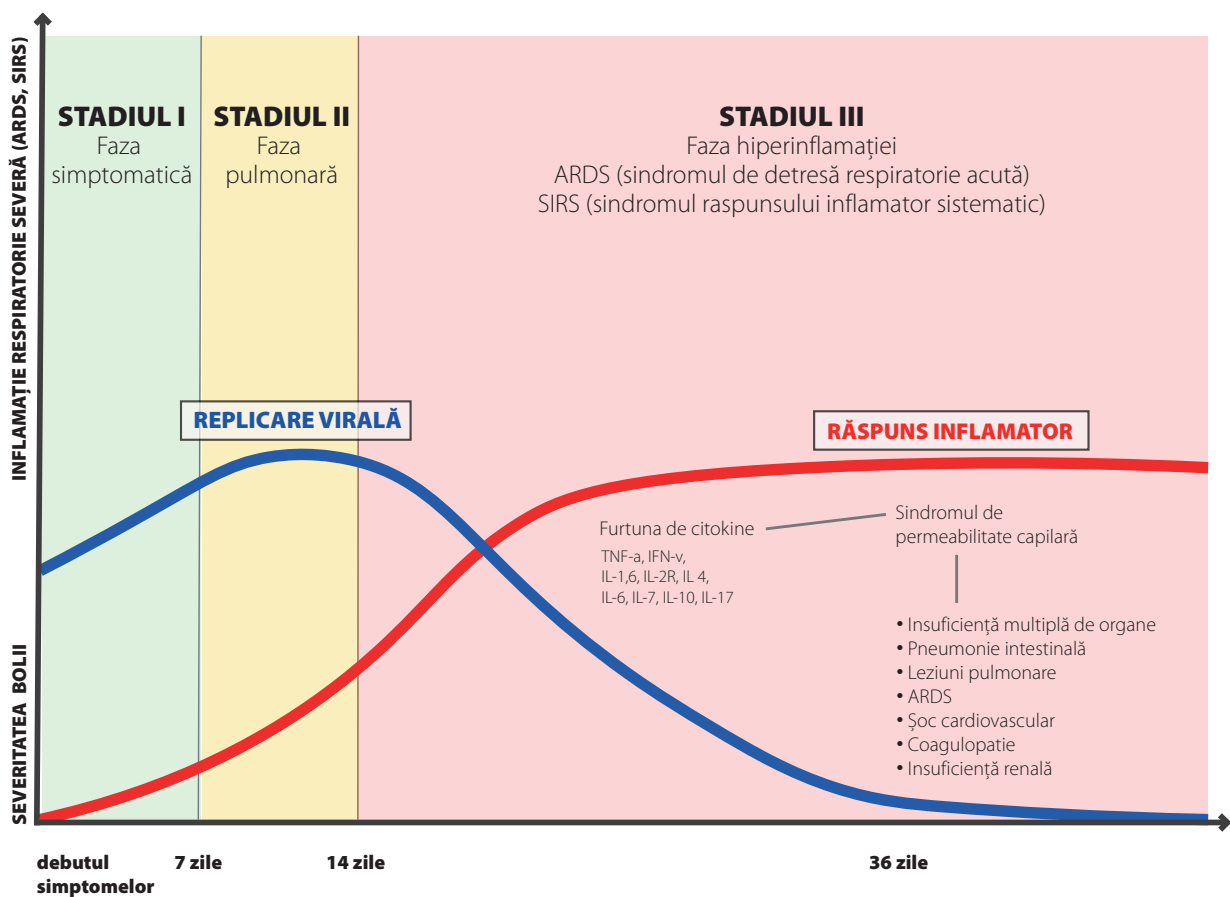 INFLAMAȚIE RESPIRATORIE SEVERĂ (ARDS, SIRS)
SEVERITATEA BOLII
STADIUL I
Faza
simptomatică
STADIUL II
Faza
pulmonară
STADIUL III
Faza hiperinflamației
ARDS (sindromul de detresă respiratorie acută)
SIRS (sindromul raspunsului inflamator sistematic)
REPLICARE VIRALĂ
RĂSPUNS INFLAMATOR
Furtuna de citokine
TNF-a, IFN-v,
IL-1,6, IL-2R, IL 4,
IL-6, IL-7, IL-10, IL-17
Sindromul de
permeabilitate capilară
• Insuficiență multiplă de organe
• Pneumonie intestinală
• Leziuni pulmonare
• ARDS
• Șoc cardiovascular
• Coagulopatie
• Insuficiență renală
debutul
simptomelor
7 zile
14 zile
36 zile